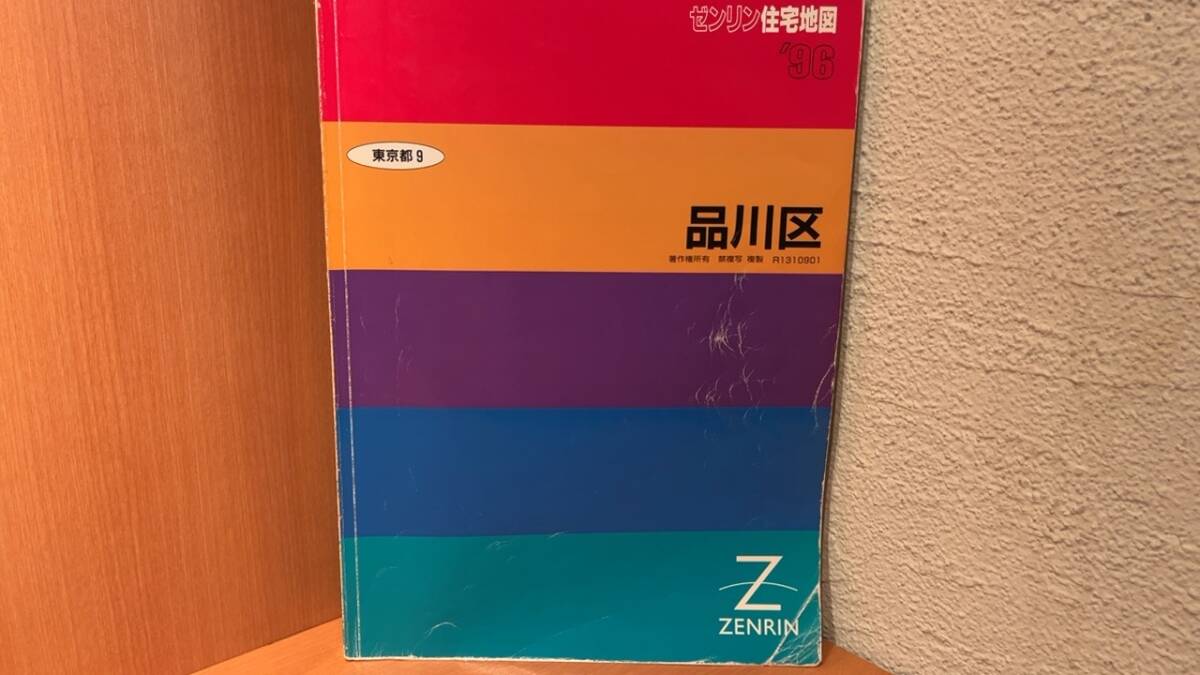 ゼンリン住宅地図
'96
東京都 9
品川区
著作権所有 禁複写 複製 R1310901
Z
ZENRIN